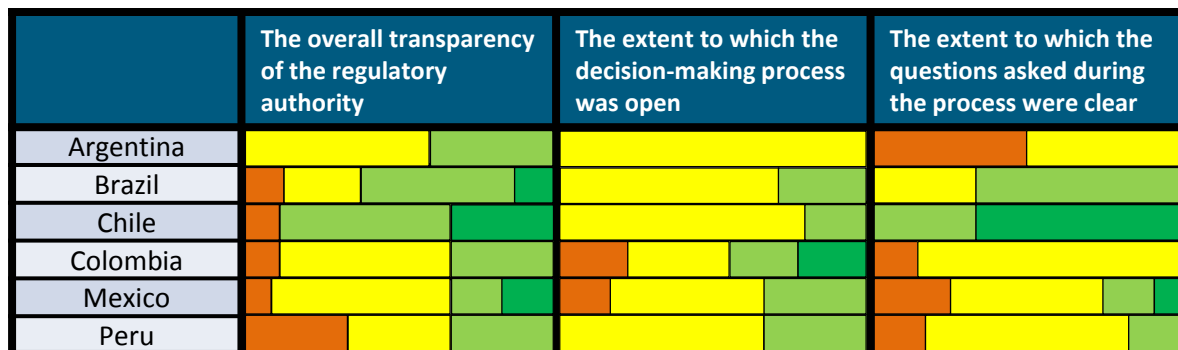 The overall transparency
of the regulatory
authority
The extent to which the
decision-making process
was open
The extent to which the
questions asked during
the process were clear
Argentina
Brazil
Chile
Colombia
Mexico
Peru